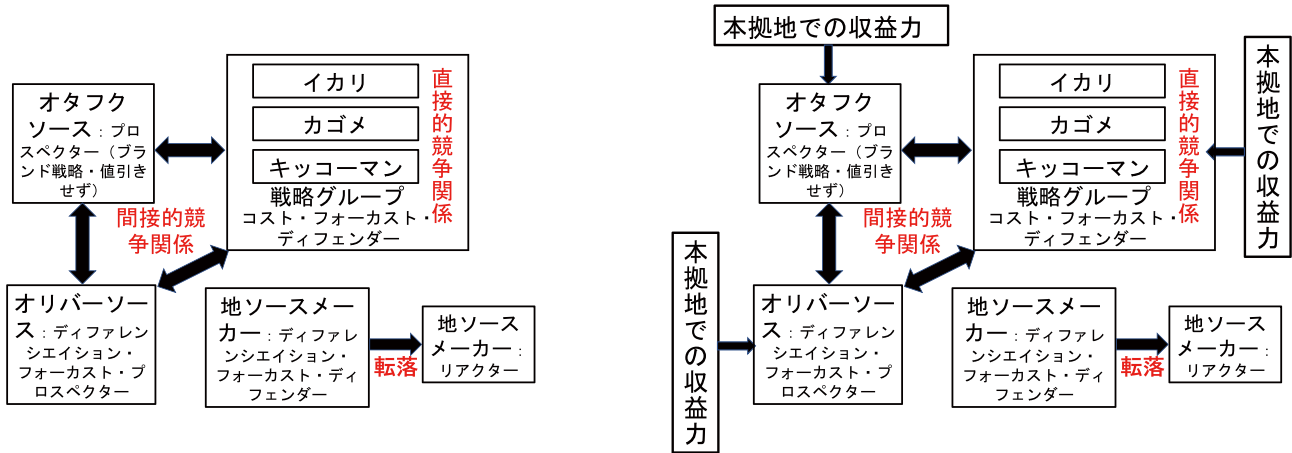 オタフク
ソース：プロ
スペクター（ブラ
ンド戦略・値引き
せず）
イカリ
カゴメ
キッコーマン
戦略グループ
コスト・フォーカスト・
ディフェンダー
直接的競争関係
間接的競
争関係
オリバーソー
ス：ディファレン
シエイション・
フォーカスト・プ
ロスペクター
地ソースメー
カー：ディファレ
ンシエイション・
フォーカスト・ディ
フェンダー
転落
地ソース
メーカー：
リアクター
本拠地での収益力
オタフク
ソース：プロ
スペクター（ブラ
ンド戦略・値引き
せず）
イカリ
カゴメ
キッコーマン
戦略グループ
コスト・フォーカスト・
ディフェンダー
直接的競争関係
本拠地での収益力
間接的競
争関係
本拠地での収益力
オリバーソー
ス：ディファレン
シエイション・
フォーカスト・プ
ロスペクター
地ソースメー
カー：ディファレ
ンシエイション・
フォーカスト・ディ
フェンダー
転落
地ソース
メーカー：
リアクター